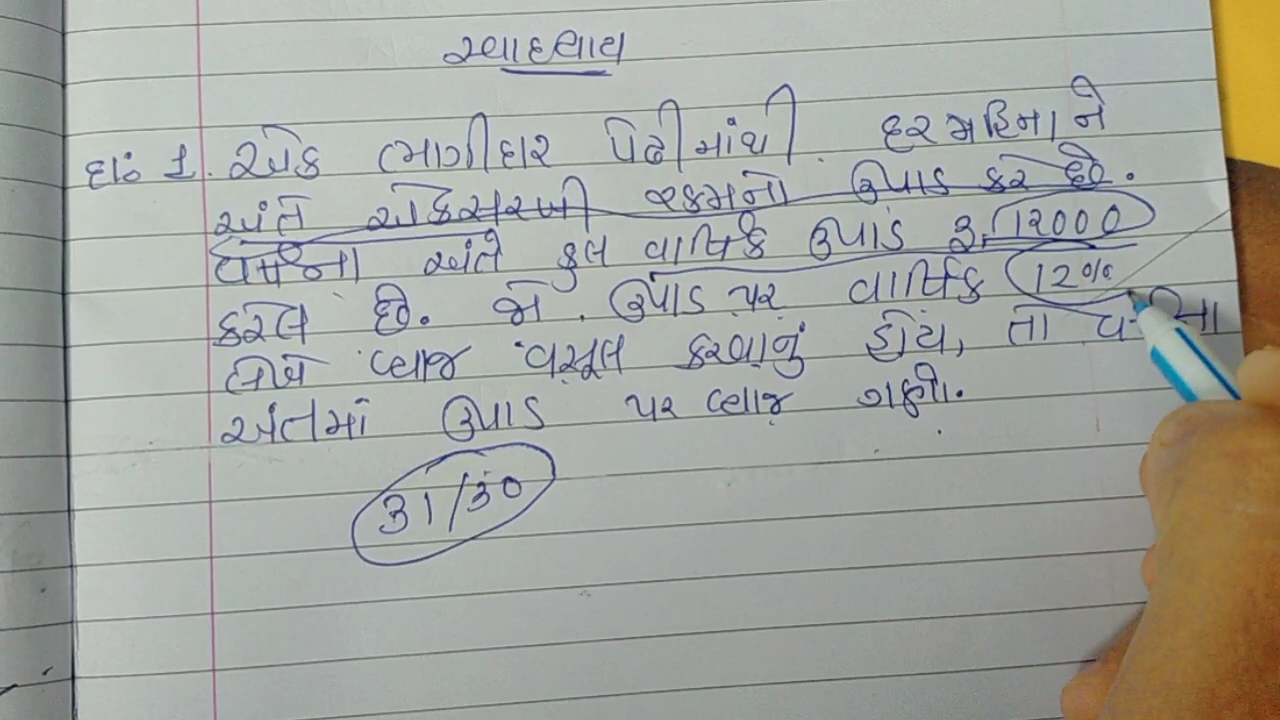 સ્વાધ્યાય
દા. 1. એક ભાગીદાર પેઢીમાંથી દર મહિનાને
અંતે એકસરખી રકમનો ઉપાડ કરે છે.
વર્ષના અંતે કુલ વાર્ષિક ઉપાડ રૂ. 12000
કરેલ છે. જો ઉપાડ પર વાર્ષિક 12%
લેખે વ્યાજ વસૂલ કરવાનું હોય, તો વર્ષના
અંતમાં ઉપાડ પર વ્યાજ ગણો.
31/30